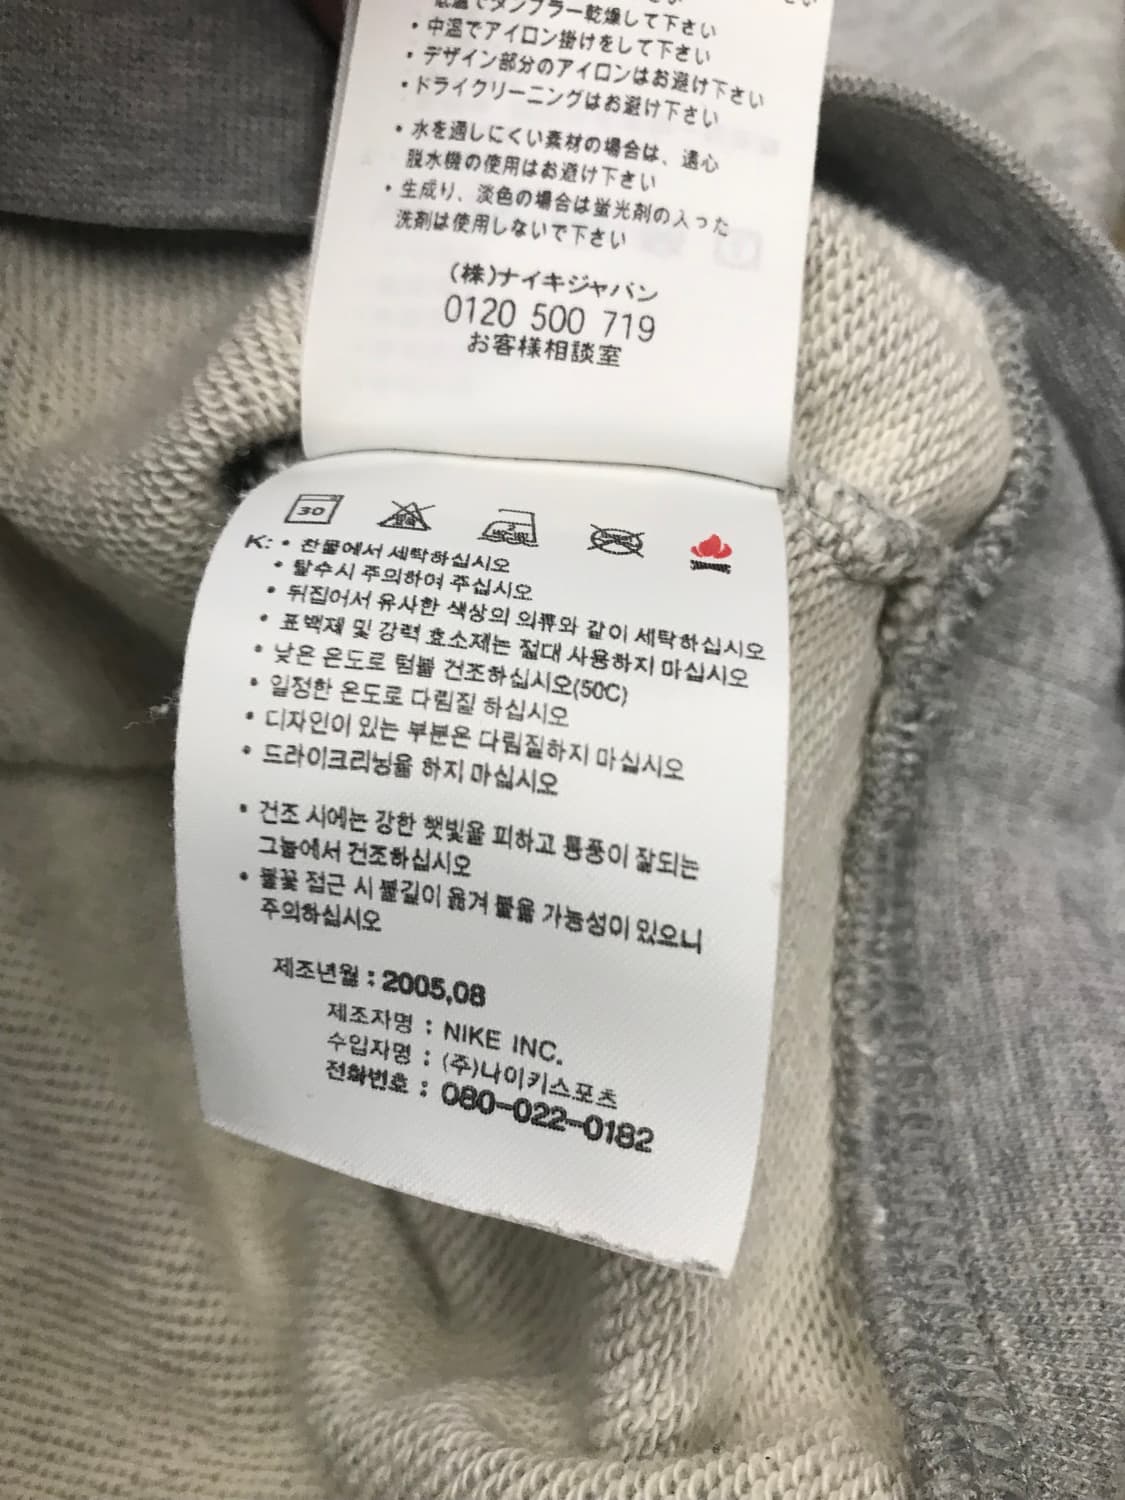 低温でタンブラー乾燥して下さい
・中温でアイロン掛けをして下さい
・デザイン部分のアイロンはお避け下さい
・ドライクリーニングはお避け下さい
・水を通しにくい素材の場合は、遠心
脱水機の使用はお避け下さい
・生成り、淡色の場合は蛍光剤の入った
洗剤は使用しないで下さい
(株)ナイキジャパン
0120 500 719
お客様相談室
30
K: • 찬물에서 세탁하십시오
• 탈수시 주의하여 주십시오
• 뒤집어서 유사한 색상의 의류와 같이 세탁하십시오
• 표백제 및 강력 효소제는 절대 사용하지 마십시오
• 낮은 온도로 텀블 건조하십시오(50C)
• 일정한 온도로 다림질 하십시오
• 디자인이 있는 부분은 다림질하지 마십시오
• 드라이크리닝을 하지 마십시오
• 건조 시에는 강한 햇빛을 피하고 통풍이 잘되는
그늘에서 건조하십시오
• 불꽃 접근 시 불길이 옮겨 붙을 가능성이 있으니
주의하십시오
제조년월 : 2005,08
제조자명 : NIKE INC.
수입자명 : (주)나이키스포츠
전화번호 : 080-022-0182